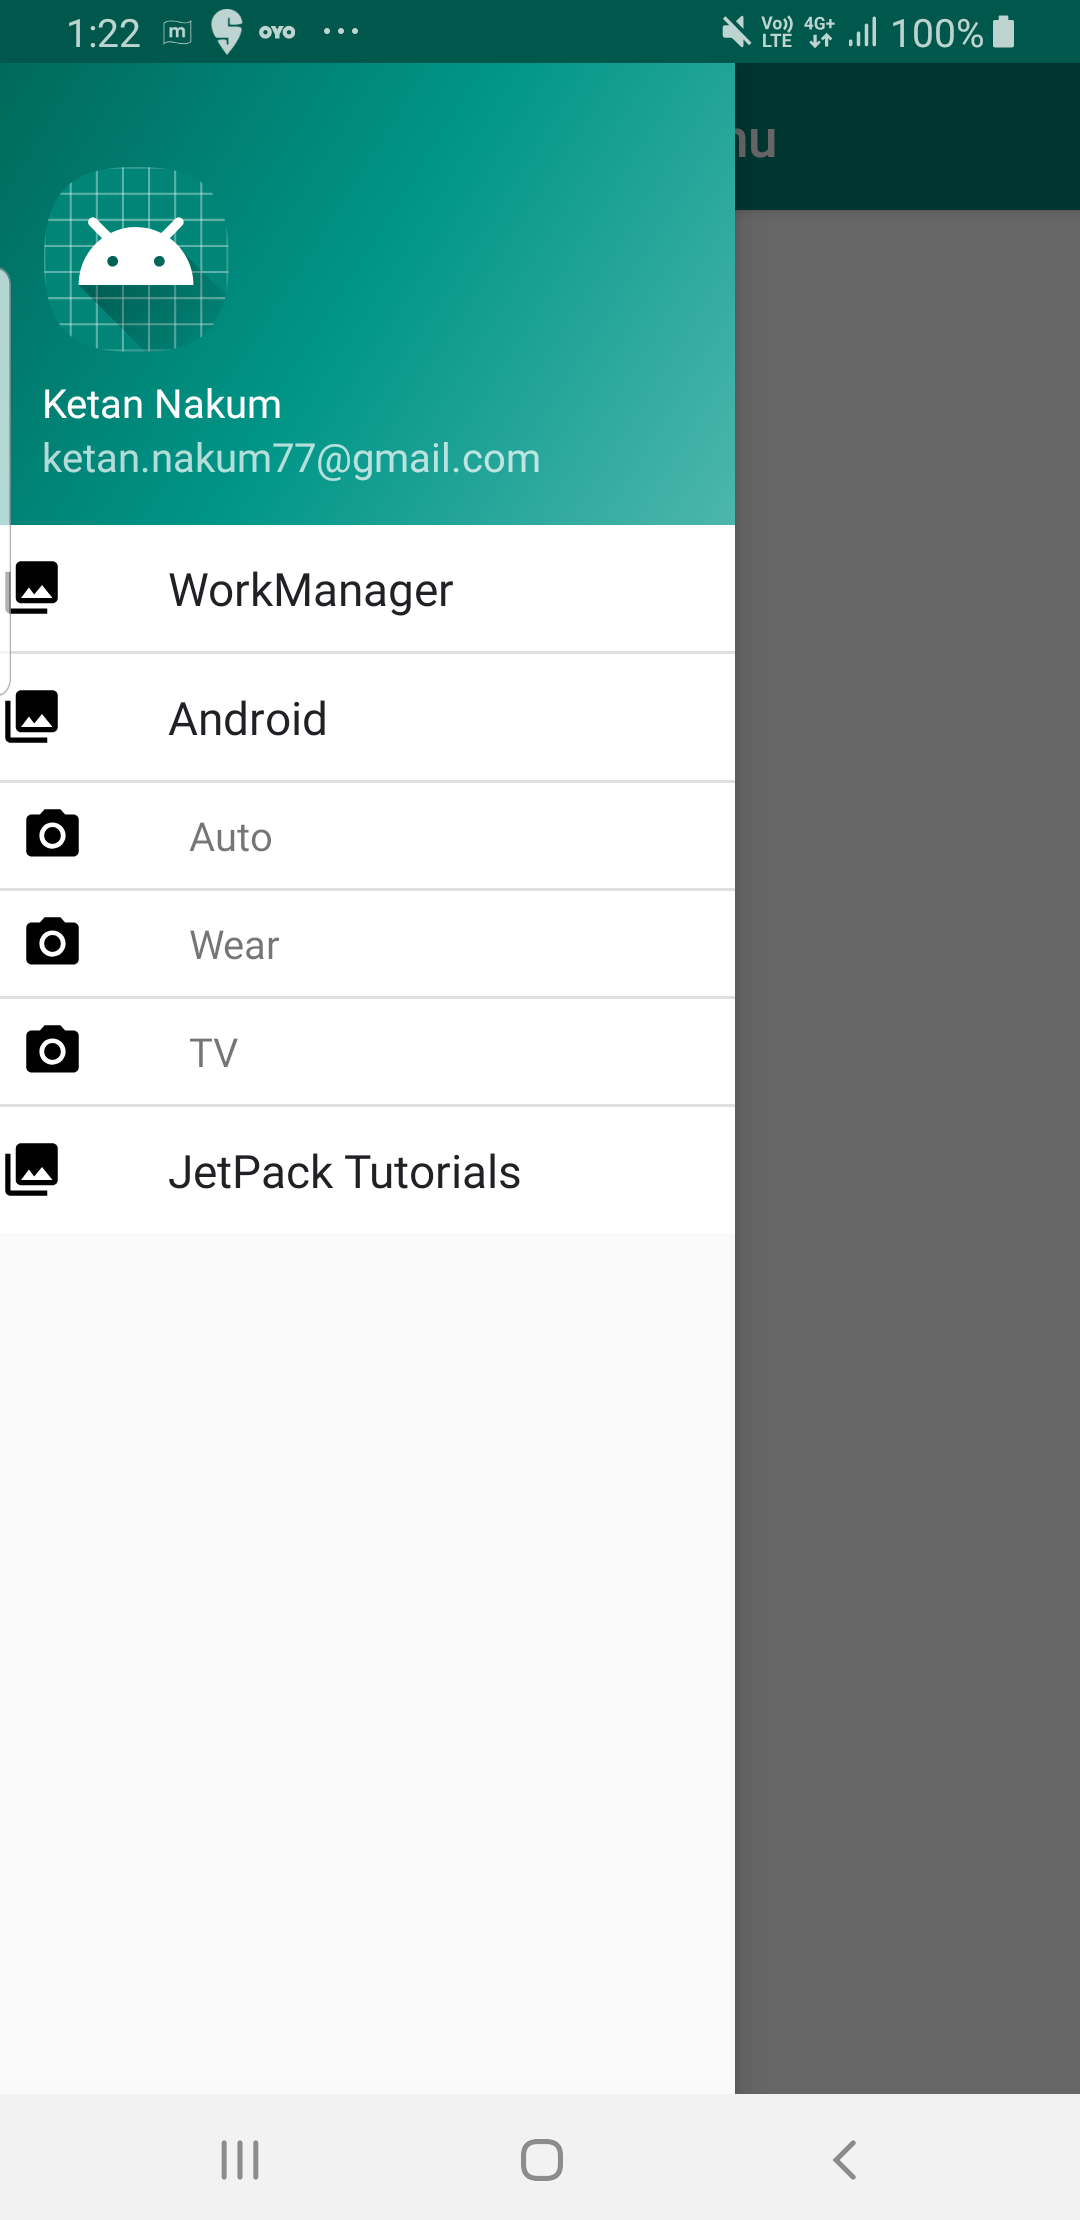 1:22 m OYO Vo)) LTE 4G+ 100%
nu
Ketan Nakum
ketan.nakum77@gmail.com
WorkManager
Android
Auto
Wear
TV
JetPack Tutorials